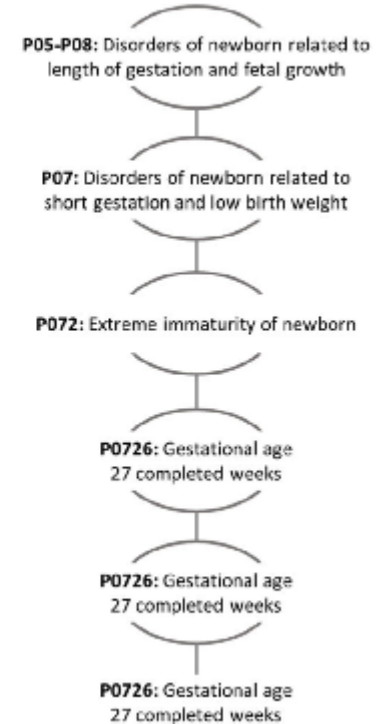 P05-P08: Disorders of newborn related to
length of gestation and fetal growth
P07: Disorders of newborn related to
short gestation and low birth weight
P072: Extreme immaturity of newborn
P0726: Gestational age
27 completed weeks
P0726: Gestational age
27 completed weeks
P0726: Gestational age
27 completed weeks